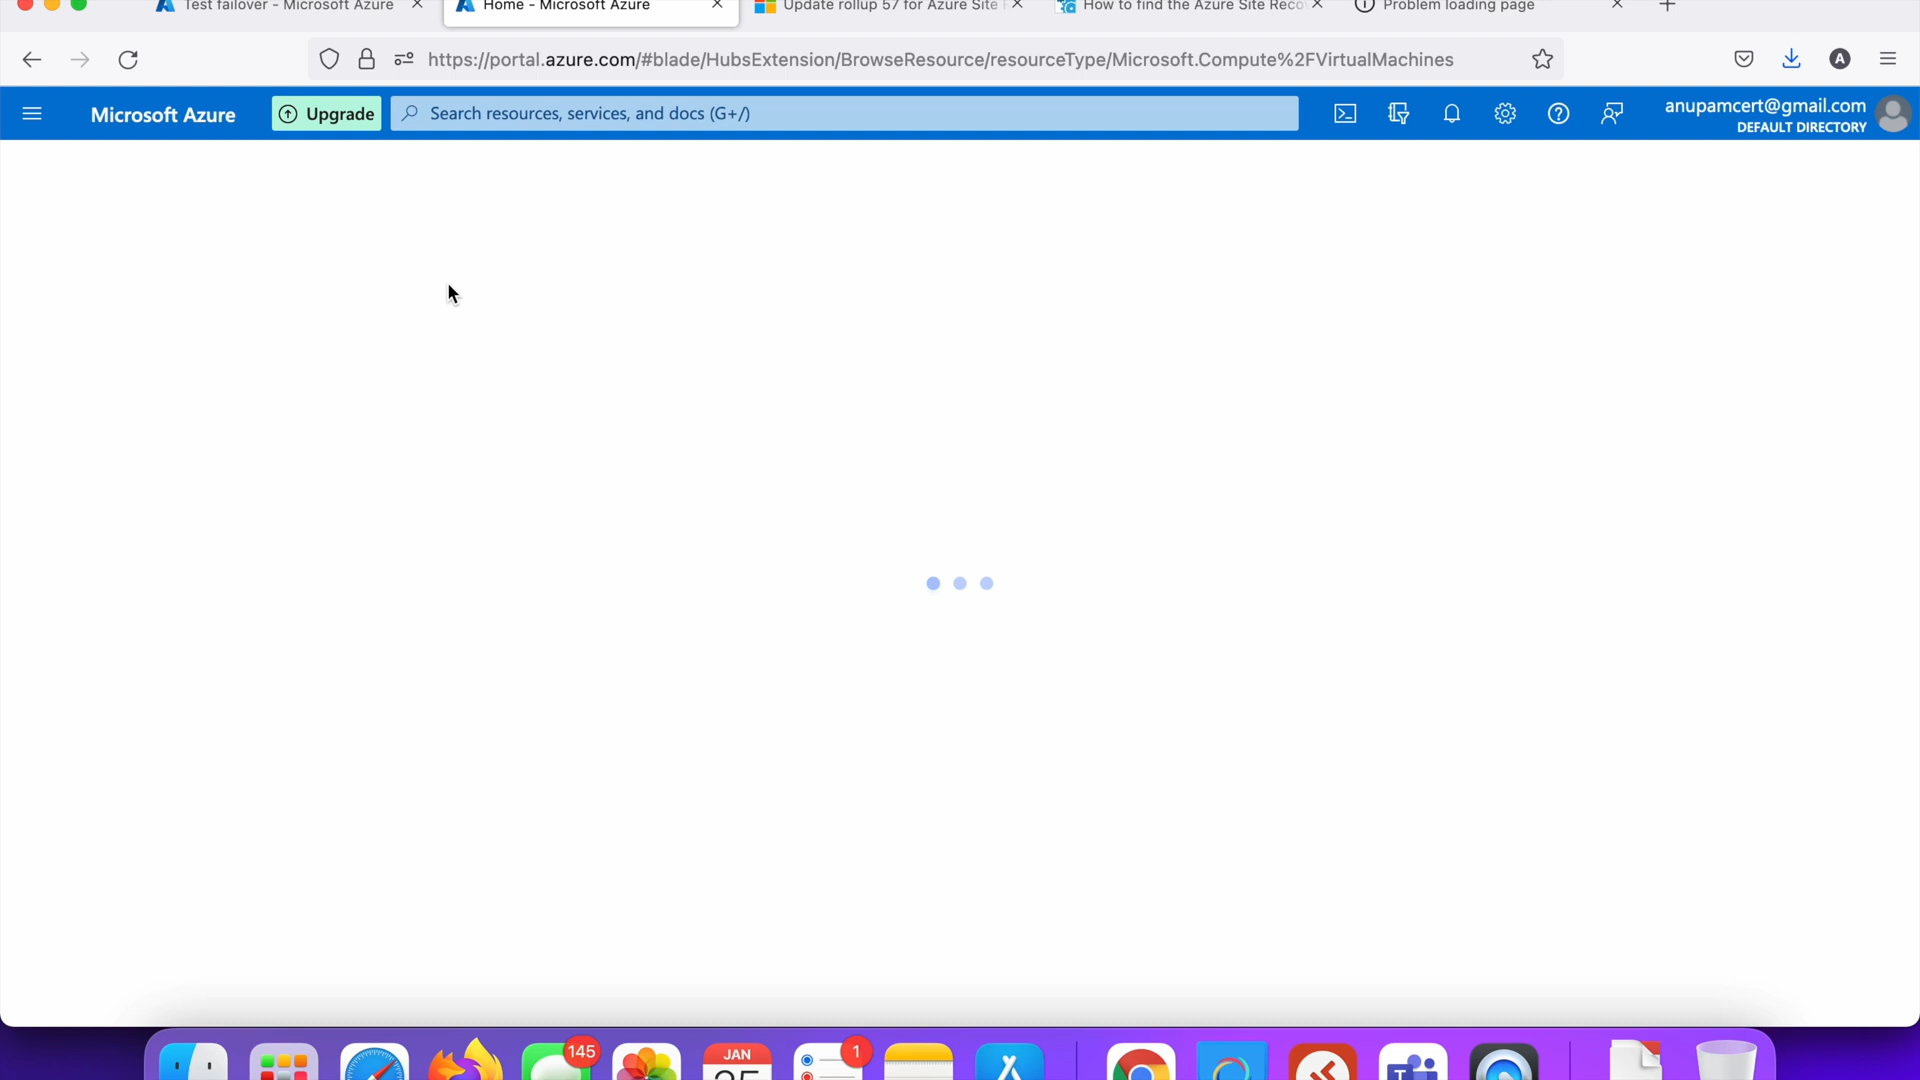 Test failover - Microsoft Azure
Home - Microsoft Azure
Update rollup 57 for Azure Site
How to find the Azure Site Reco
Problem loading page
https://portal.azure.com/#blade/HubsExtension/BrowseResource/resourceType/Microsoft.Compute%2FVirtualMachines
A
Microsoft Azure
Upgrade
Search resources, services, and docs (G+/)
anupamcert@gmail.com
DEFAULT DIRECTORY
145
JAN
1